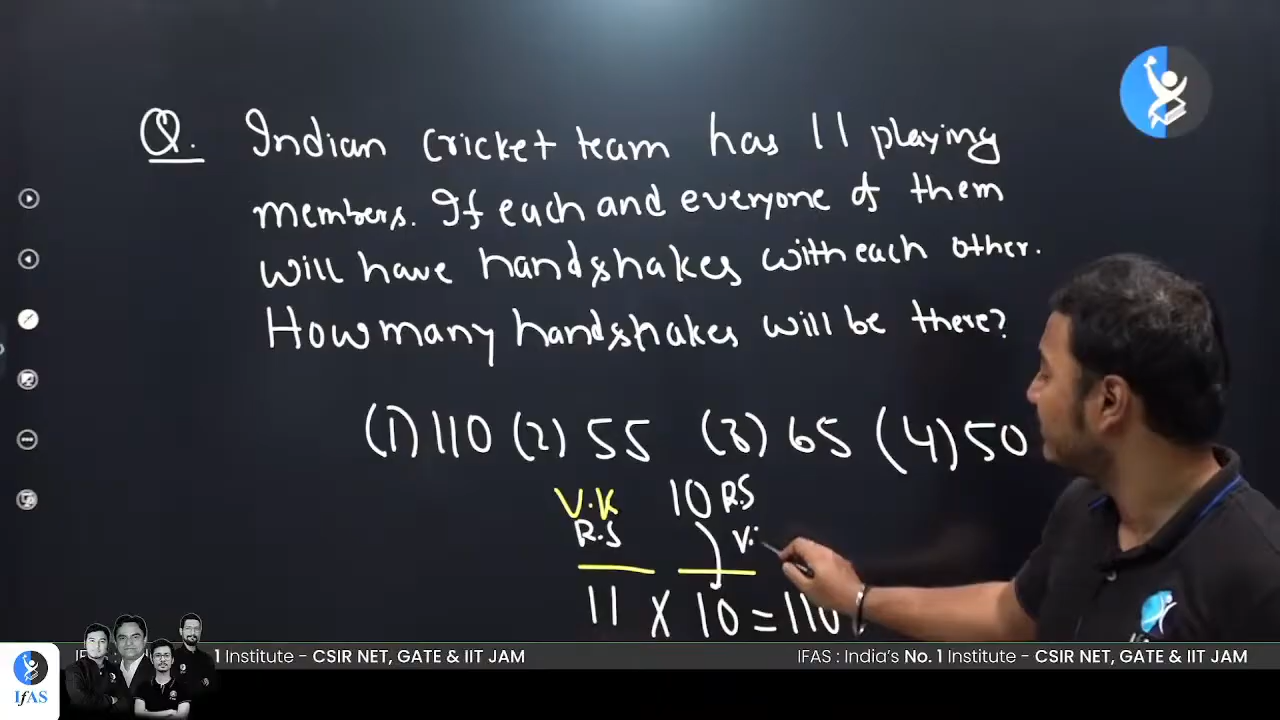 Q. Indian cricket team has 11 playing
members. If each and everyone of them
will have handshakes with each other.
How many handshakes will be there?
(1) 110 (2) 55 (3) 65 (4) 50
V.K 10 R.S
R.S V.
11 x 10 = 110
1 Institute - CSIR NET, GATE & IIT JAM
IFAS : India's No. 1 Institute - CSIR NET, GATE & IIT JAM
IfAS